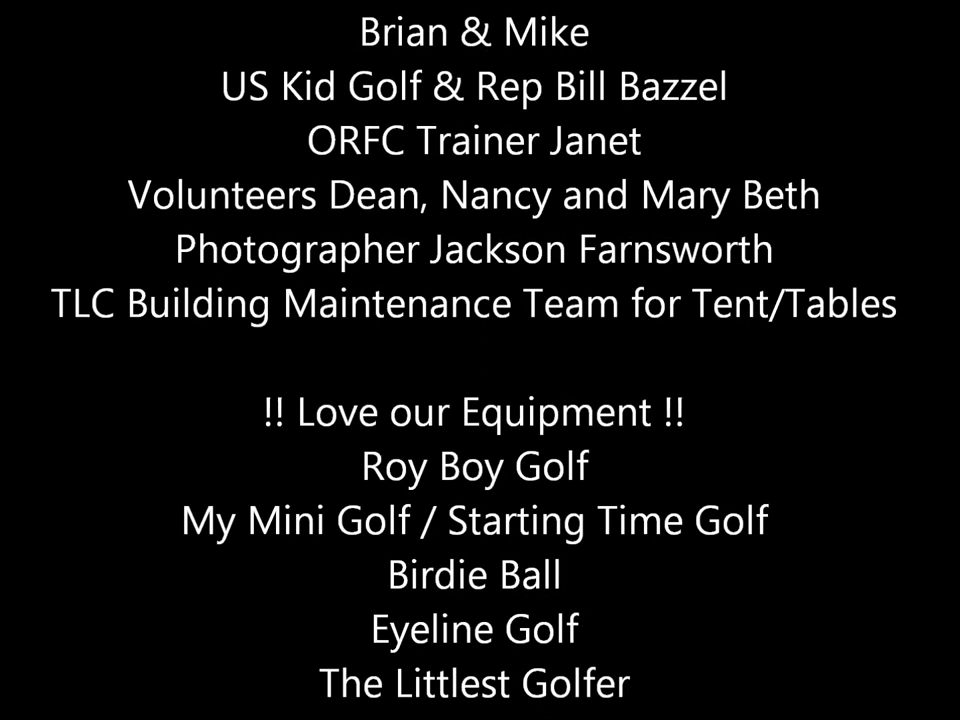 Brian & Mike
US Kid Golf & Rep Bill Bazzel
ORFC Trainer Janet
Volunteers Dean, Nancy and Mary Beth
Photographer Jackson Farnsworth
TLC Building Maintenance Team for Tent/Tables
!! Love our Equipment !!
Roy Boy Golf
My Mini Golf / Starting Time Golf
Birdie Ball
Eyeline Golf
The Littlest Golfer